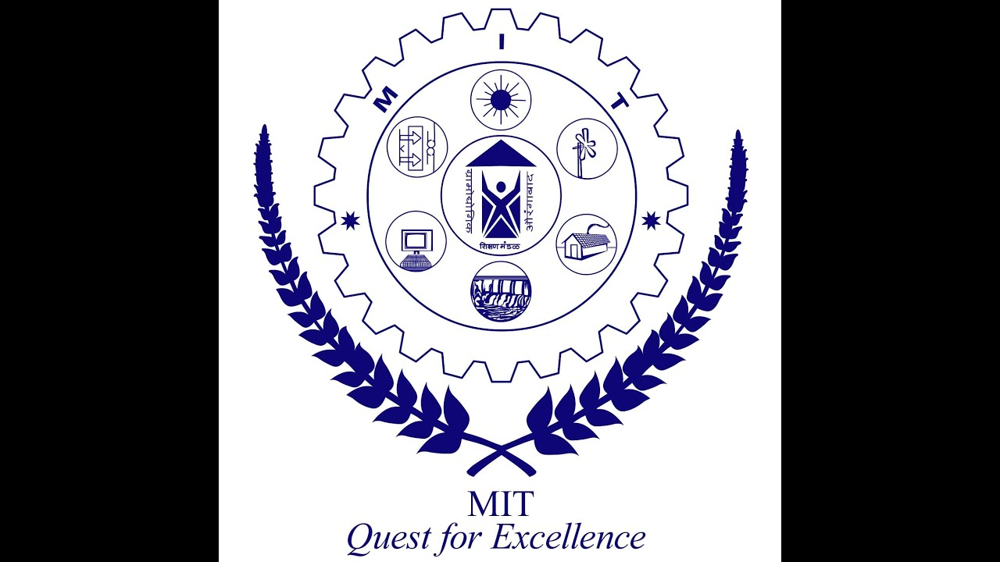 M I T
ग्रामोद्योगिक
औरंगाबाद
शिक्षण मंडळ
MIT
Quest for Excellence